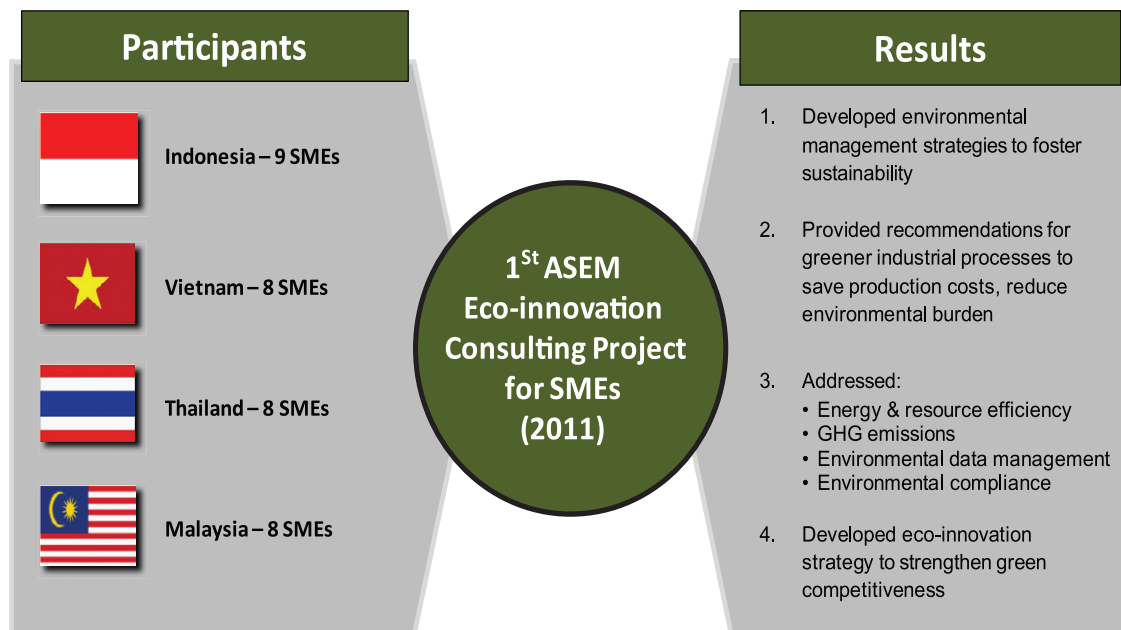 Participants
Indonesia – 9 SMEs
Vietnam – 8 SMEs
Thailand – 8 SMEs
Malaysia – 8 SMEs
1St ASEM
Eco-innovation
Consulting Project
for SMEs
(2011)
Results
1. Developed environmental
management strategies to foster
sustainability
2. Provided recommendations for
greener industrial processes to
save production costs, reduce
environmental burden
3. Addressed:
• Energy & resource efficiency
• GHG emissions
• Environmental data management
• Environmental compliance
4. Developed eco-innovation
strategy to strengthen green
competitiveness